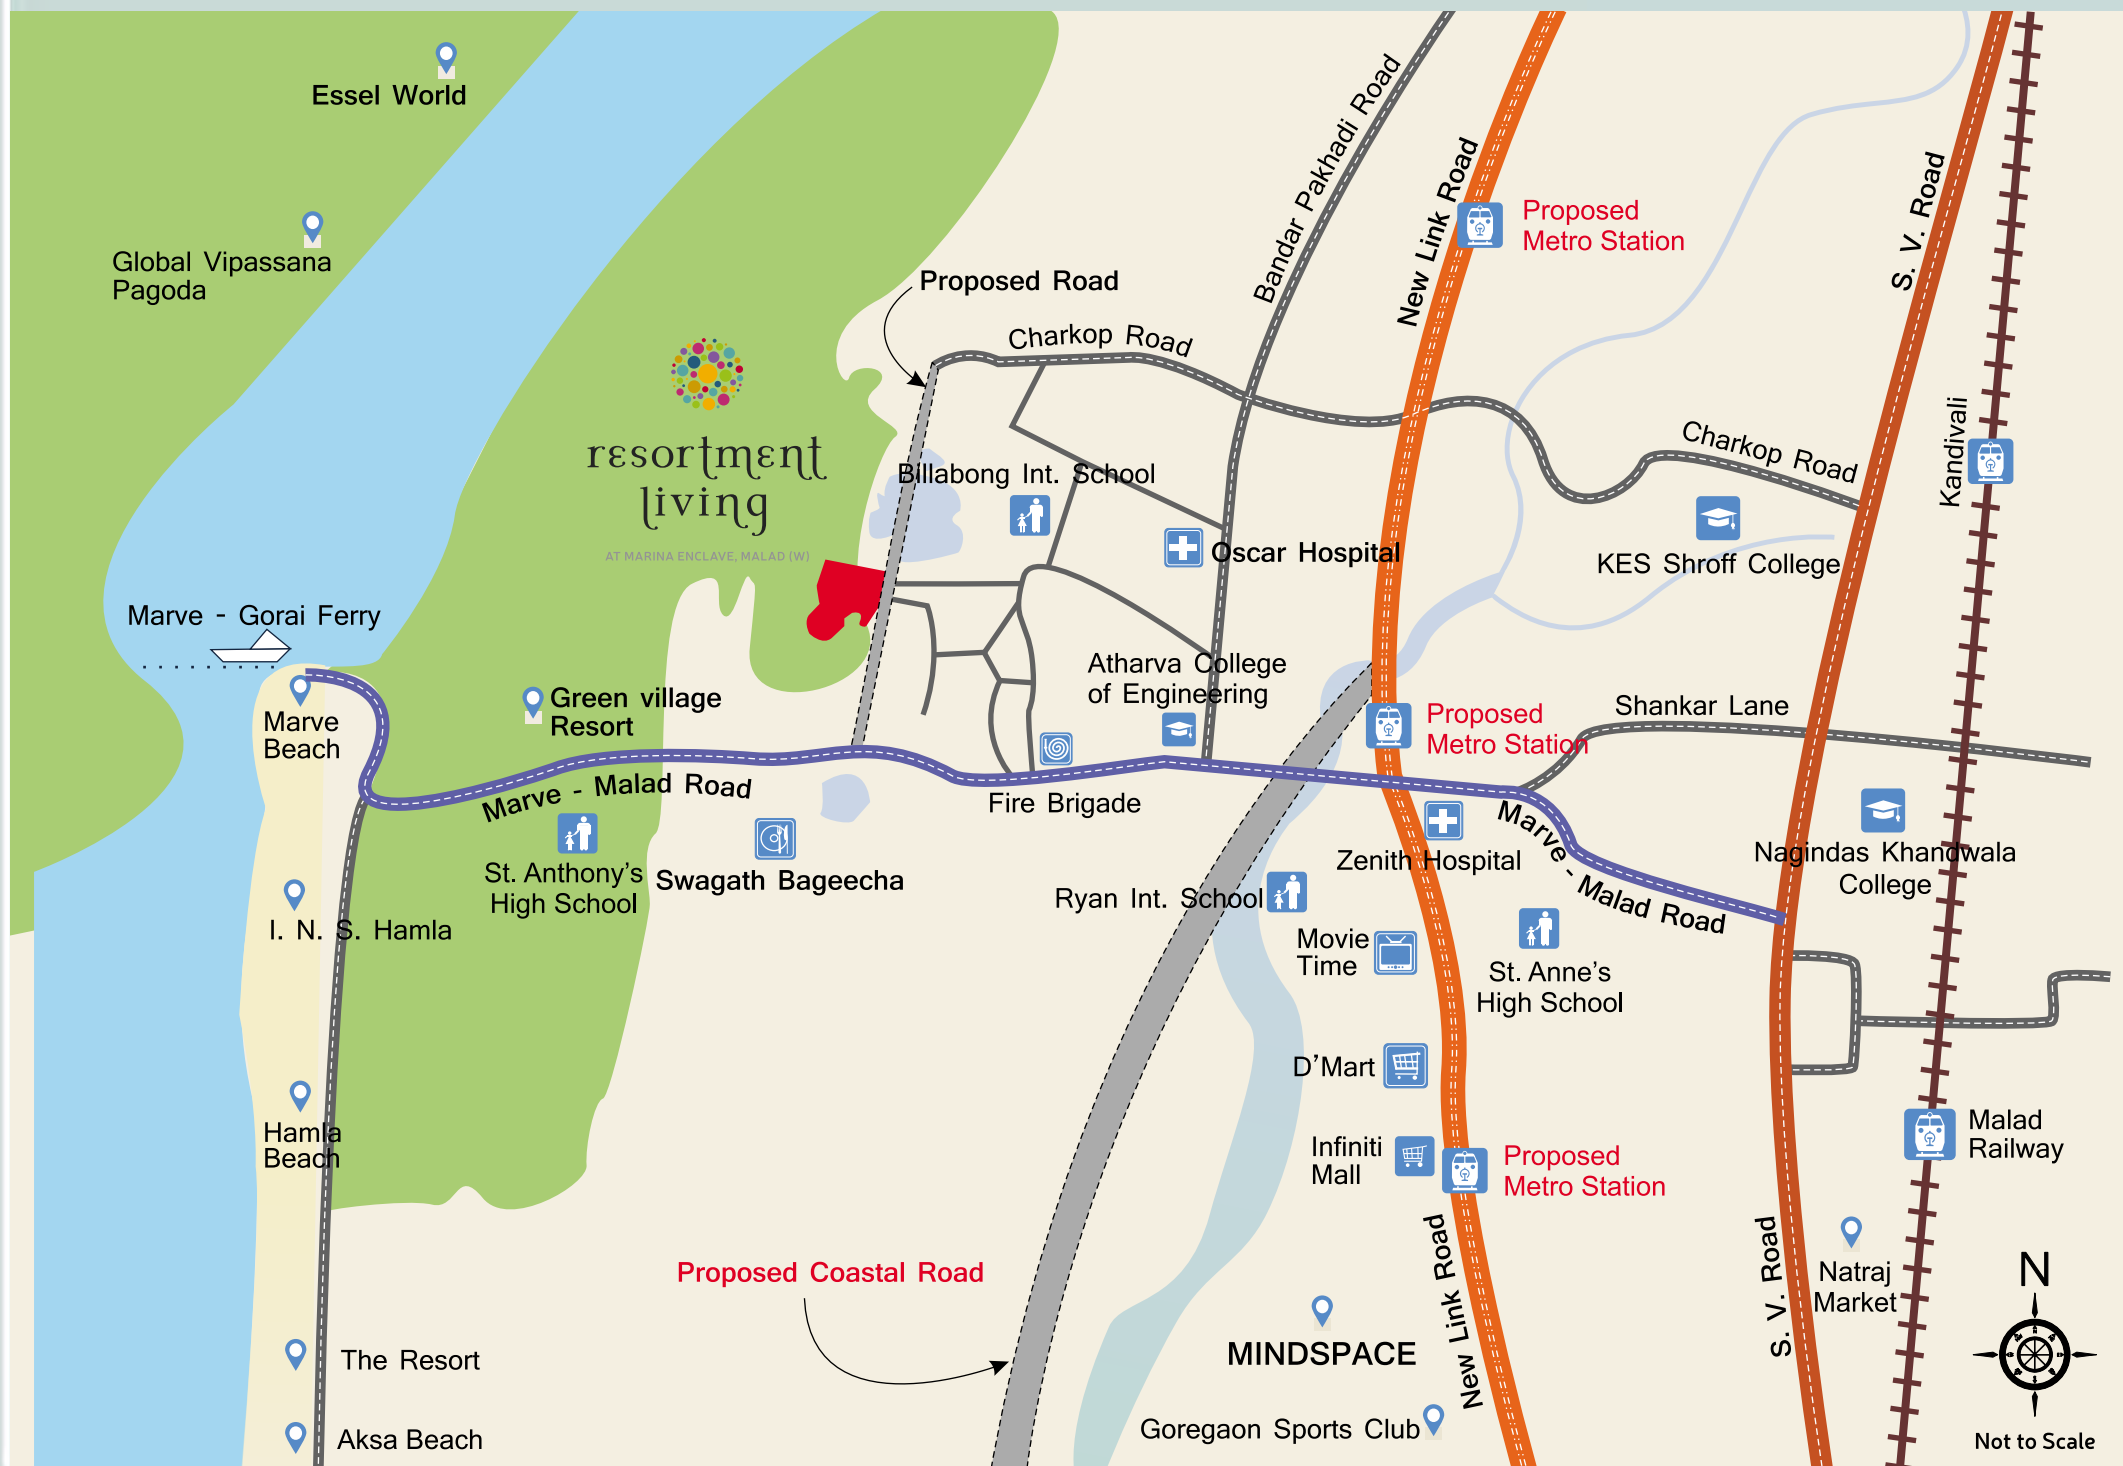 Essel World
Global Vipassana
Pagoda
Proposed Road
Charkop Road
Bandar Pakhadi Road
New Link Road
Proposed
Metro Station
S. V. Road
Kandivali
Charkop Road
resortment
living
AT MARINA ENCLAVE, MALAD (W)
Billabong Int. School
Oscar Hospital
KES Shroff College
Marve - Gorai Ferry
Marve
Beach
Green village
Resort
Atharva College
of Engineering
Proposed
Metro Station
Shankar Lane
Marve - Malad Road
Fire Brigade
St. Anthony's
High School
Swagath Bageecha
Zenith Hospital
Marve - Malad Road
Nagindas Khandwala
College
Ryan Int. School
I. N. S. Hamla
Movie
Time
St. Anne's
High School
D'Mart
Hamla
Beach
Infiniti
Mall
Proposed
Metro Station
Malad
Railway
Proposed Coastal Road
New Link Road
S. V. Road
Natraj
Market
N
MINDSPACE
The Resort
Goregaon Sports Club
Aksa Beach
Not to Scale